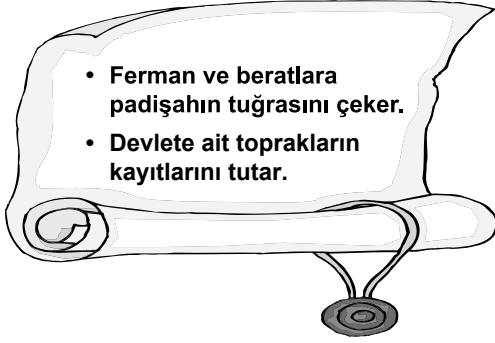 • Ferman ve beratlara
padişahın tuğrasını çeker.
• Devlete ait toprakların
kayıtlarını tutar.